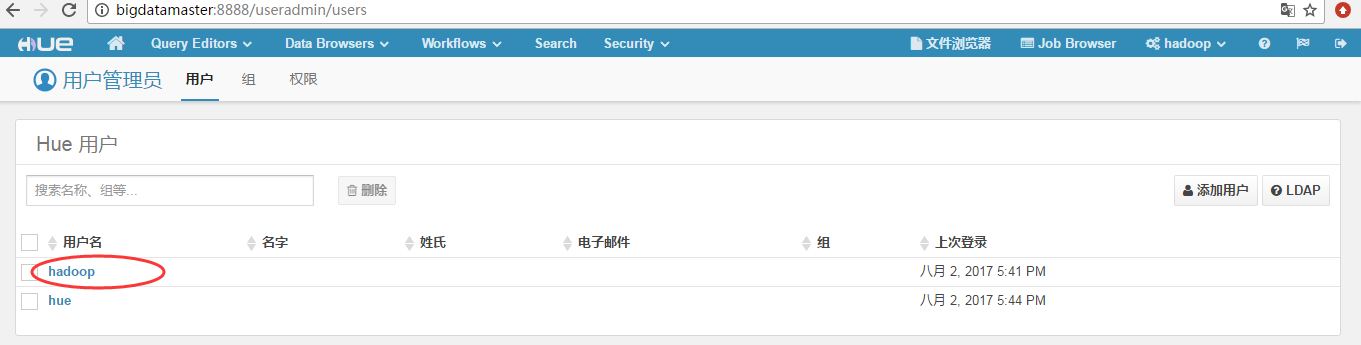 bigdatamaster:8888/useradmin/users
HUE Query Editors Data Browsers Workflows Search Security 文件浏览器 Job Browser hadoop
用户管理员 用户 组 权限
Hue 用户
搜索名称、组等... 删除 添加用户 LDAP
用户名 名字 姓氏 电子邮件 组 上次登录
hadoop 八月 2, 2017 5:41 PM
hue 八月 2, 2017 5:44 PM